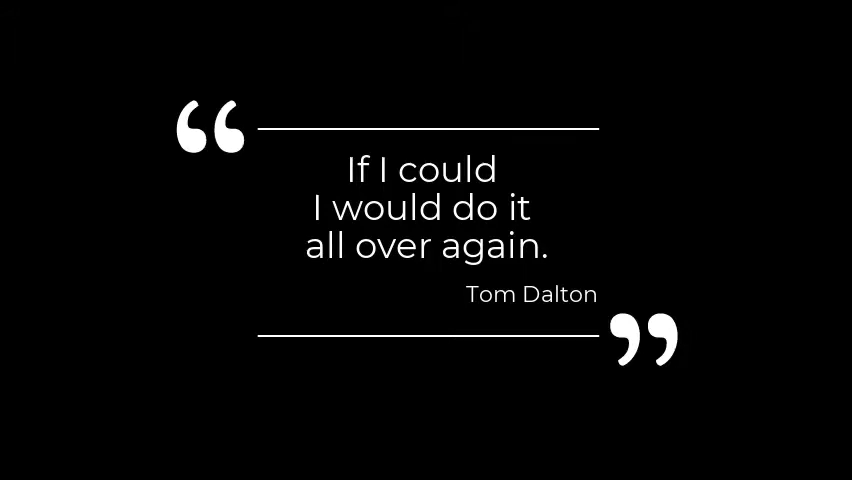 “
If I could
I would do it
all over again.
Tom Dalton
”